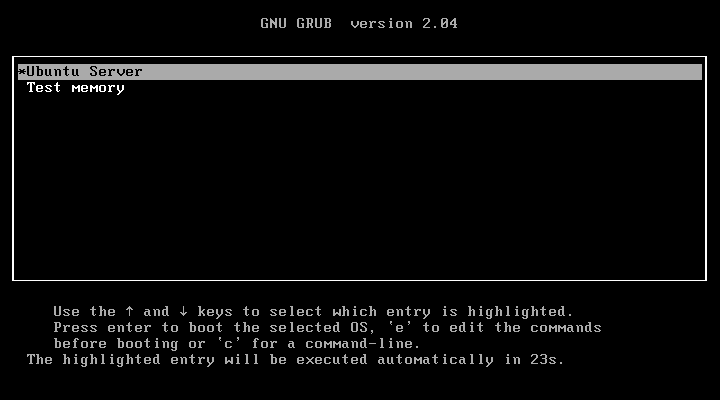 GNU GRUB  version 2.04
*Ubuntu Server
Test memory
Use the ↑ and ↓ keys to select which entry is highlighted.
Press enter to boot the selected OS, `e' to edit the commands
before booting or `c' for a command-line.
The highlighted entry will be executed automatically in 23s.